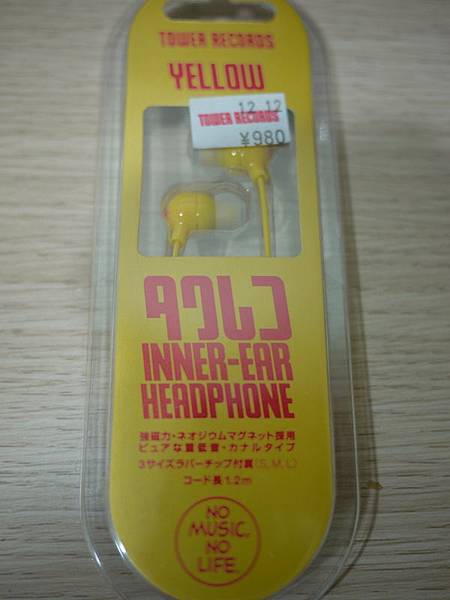 TOWER RECORDS
YELLOW
12.12
TOWER RECORDS
¥980
タワレコ
INNER-EAR
HEADPHONE
強磁力・ネオジウムマグネット採用
ピュアな重低音・カナルタイプ
3サイズラバーチップ付属(S, M, L)
コード長1.2m
NO
MUSIC,
NO
LIFE.